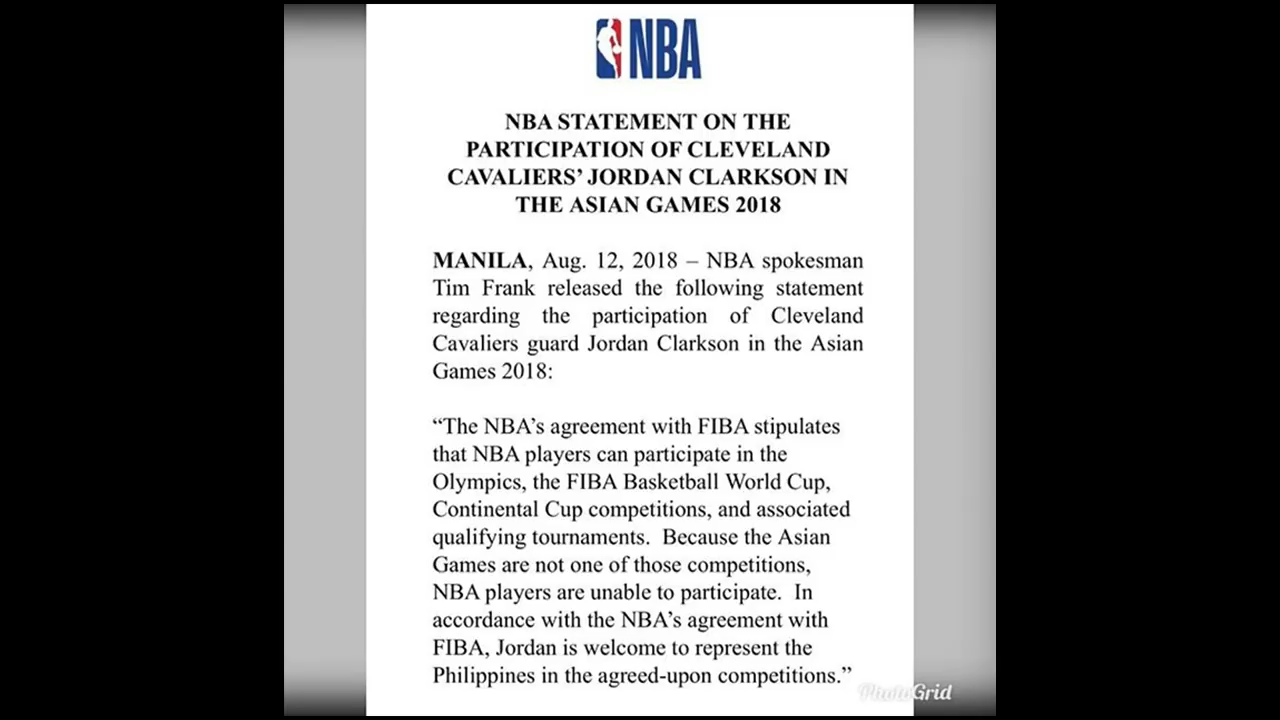 NBA
NBA STATEMENT ON THE
PARTICIPATION OF CLEVELAND
CAVALIERS’ JORDAN CLARKSON IN
THE ASIAN GAMES 2018
MANILA, Aug. 12, 2018 – NBA spokesman
Tim Frank released the following statement
regarding the participation of Cleveland
Cavaliers guard Jordan Clarkson in the Asian
Games 2018:
“The NBA’s agreement with FIBA stipulates
that NBA players can participate in the
Olympics, the FIBA Basketball World Cup,
Continental Cup competitions, and associated
qualifying tournaments.  Because the Asian
Games are not one of those competitions,
NBA players are unable to participate.  In
accordance with the NBA’s agreement with
FIBA, Jordan is welcome to represent the
Philippines in the agreed-upon competitions.”
PhotoGrid